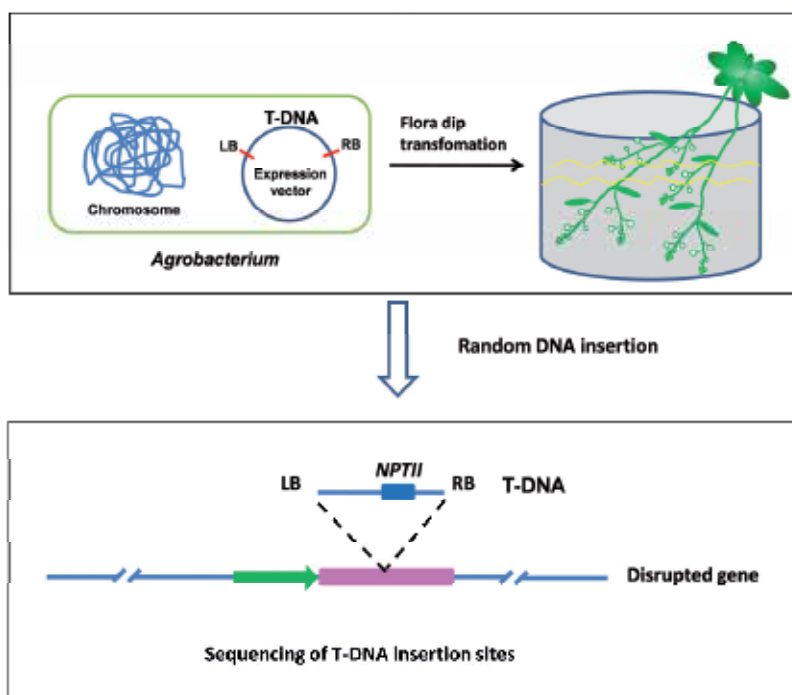 T-DNA
LB
RB
Expression
vector
Chromosome
Agrobacterium
Flora dip
transfomation
Random DNA insertion
NPTII
LB
RB
T-DNA
Disrupted gene
Sequencing of T-DNA insertion sites